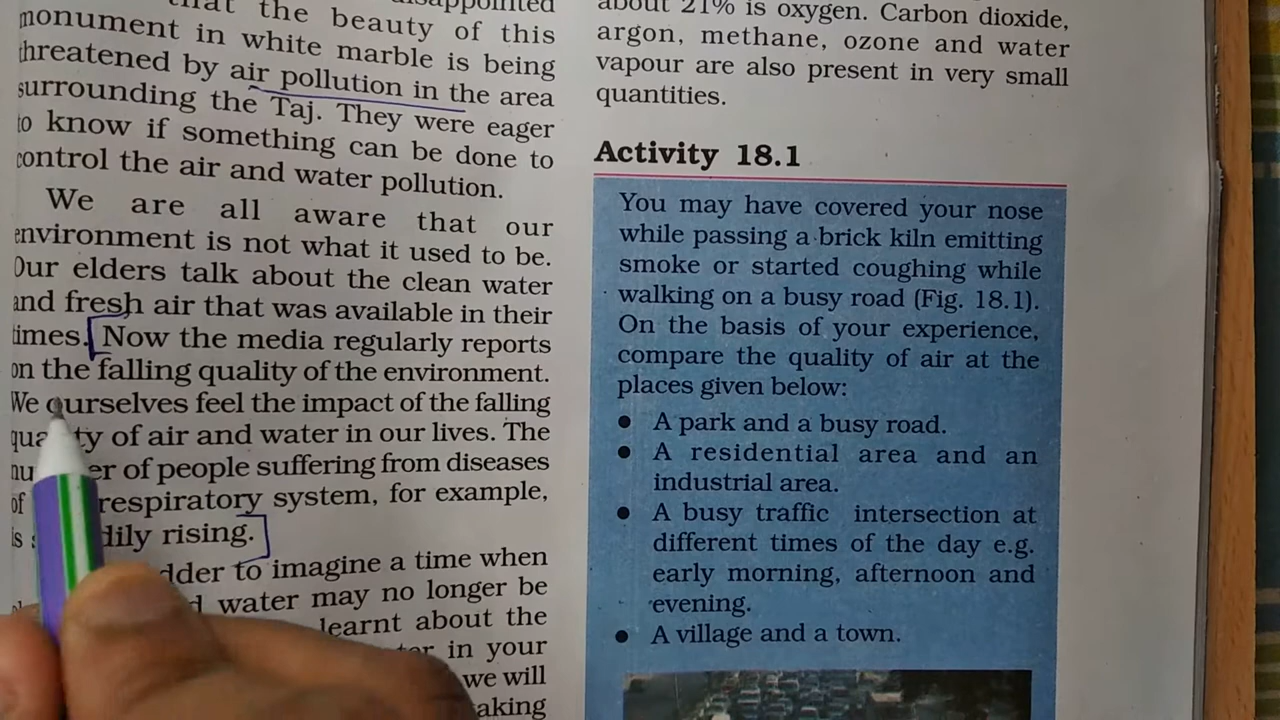 that the beauty of this
monument in white marble is being
threatened by air pollution in the area
surrounding the Taj. They were eager
to know if something can be done to
control the air and water pollution.
We are all aware that our
environment is not what it used to be.
Our elders talk about the clean water
and fresh air that was available in their
times. Now the media regularly reports
on the falling quality of the environment.
We ourselves feel the impact of the falling
of air and water in our lives. The
of people suffering from diseases
of respiratory system, for example,
is rising.
to imagine a time when
water may no longer be
learnt about the
in your
we will
about 21% is oxygen. Carbon dioxide,
argon, methane, ozone and water
vapour are also present in very small
quantities.
Activity 18.1
You may have covered your nose
while passing a brick kiln emitting
smoke or started coughing while
walking on a busy road (Fig. 18.1).
On the basis of your experience,
compare the quality of air at the
places given below:
● A park and a busy road.
● A residential area and an
industrial area.
● A busy traffic intersection at
different times of the day e.g.
early morning, afternoon and
evening.
● A village and a town.